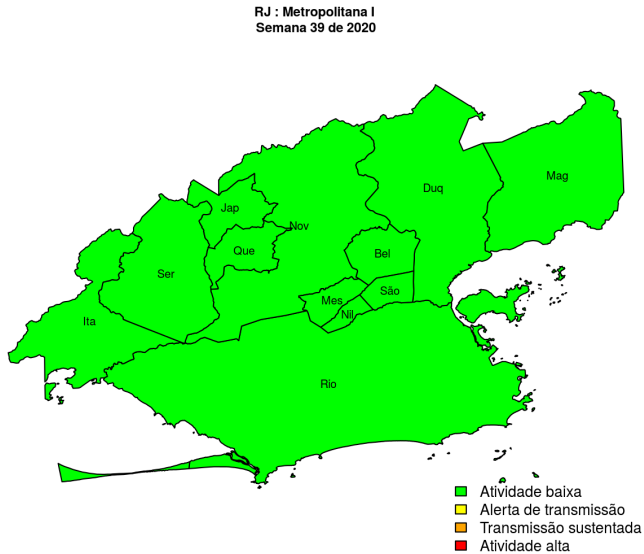 RJ : Metropolitana I
Semana 39 de 2020
Mag
Duq
Jap
Nov
Que
Bel
Ser
São
Mes
Nil
Ita
Rio
Atividade baixa
Alerta de transmissão
Transmissão sustentada
Atividade alta